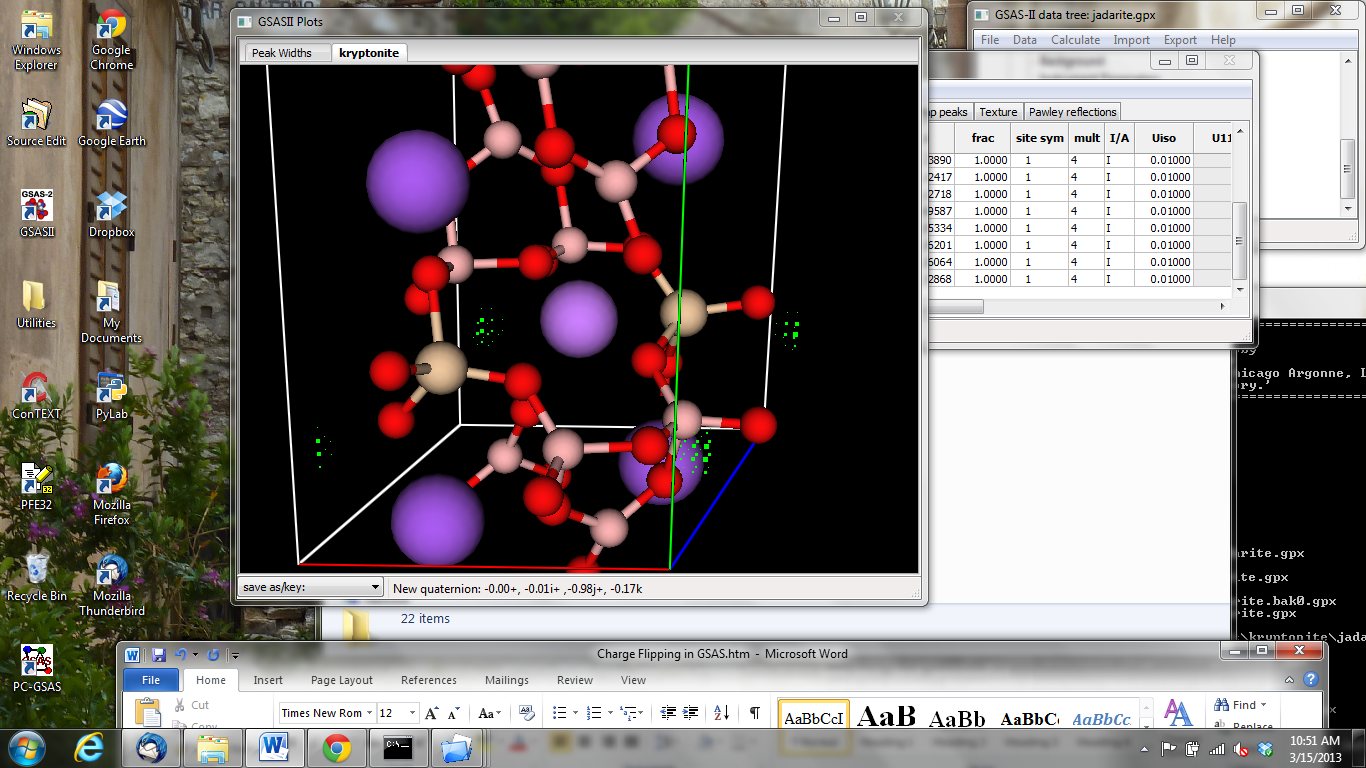 Windows Explorer
Google Chrome
Source Edit
Google Earth
GSAS-2
GSASII
Dropbox
Utilities
My Documents
ConTEXT
PyLab
PFE32
32
Mozilla Firefox
Recycle Bin
Mozilla Thunderbird
GSAS
PC-GSAS
GSASII Plots
Peak Widths
kryptonite
save as/key:
New quaternion: -0.00+, -0.01i+ ,-0.98j+, -0.17k
GSAS-II data tree: jadarite.gpx
File Data Calculate Import Export Help
Background
p peaks Texture Pawley reflections
frac site sym mult I/A Uiso U11
3890 1.0000 1 4 I 0.01000
2417 1.0000 1 4 I 0.01000
2718 1.0000 1 4 I 0.01000
9587 1.0000 1 4 I 0.01000
5334 1.0000 1 4 I 0.01000
5201 1.0000 1 4 I 0.01000
5064 1.0000 1 4 I 0.01000
2868 1.0000 1 4 I 0.01000
by
hicago Argonne, L
ory.'
arite.gpx
ite.gpx
rite.bak0.gpx
rite.gpx
\kryptonite\jada
22 items
Charge Flipping in GSAS.htm - Microsoft Word
File Home Insert Page Layout References Mailings Review View
Cut
Copy
Times New Rom
12
AaBbCcI AaB AaBb AaBbCc AaBbCc
Find
Replace
10:51 AM
3/15/2013